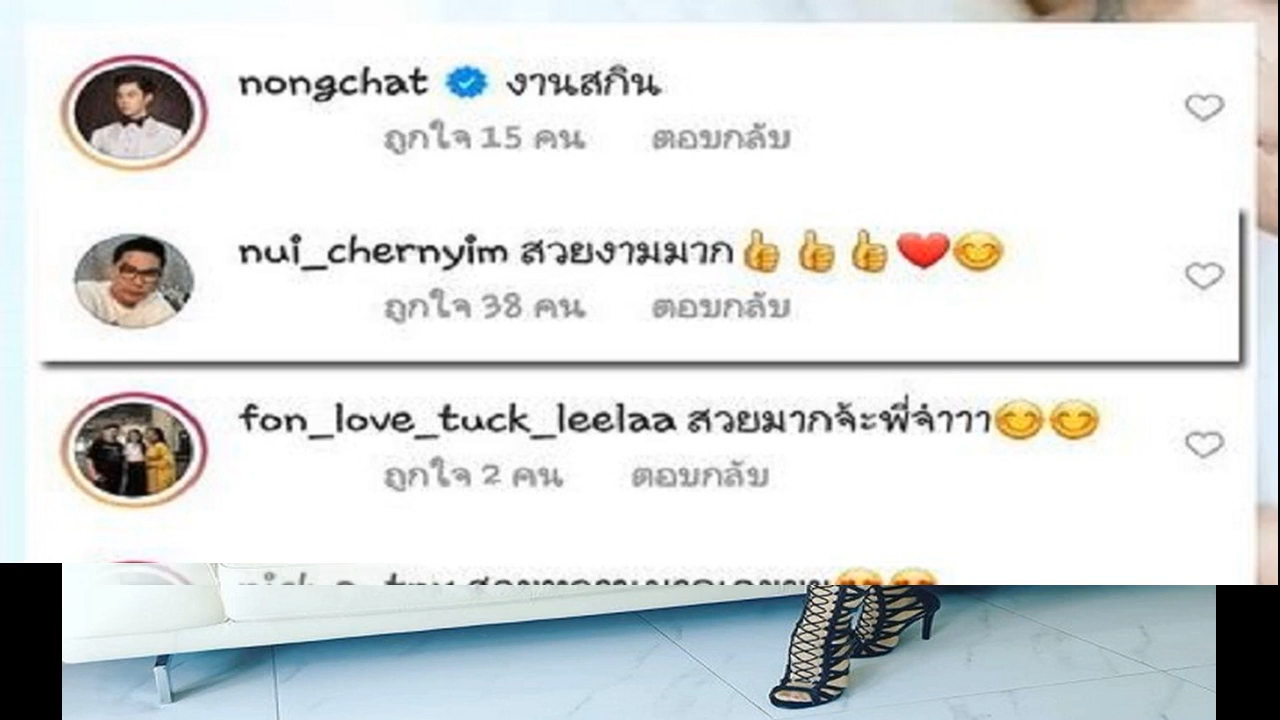 nongchat งานสกิน
ถูกใจ 15 คน ตอบกลับ
nui_chernyim สวยงามมาก👍👍👍❤️😊
ถูกใจ 38 คน ตอบกลับ
fon_love_tuck_leelaa สวยมากจ้ะพี่จ๋าาา😊😊
ถูกใจ 2 คน ตอบกลับ